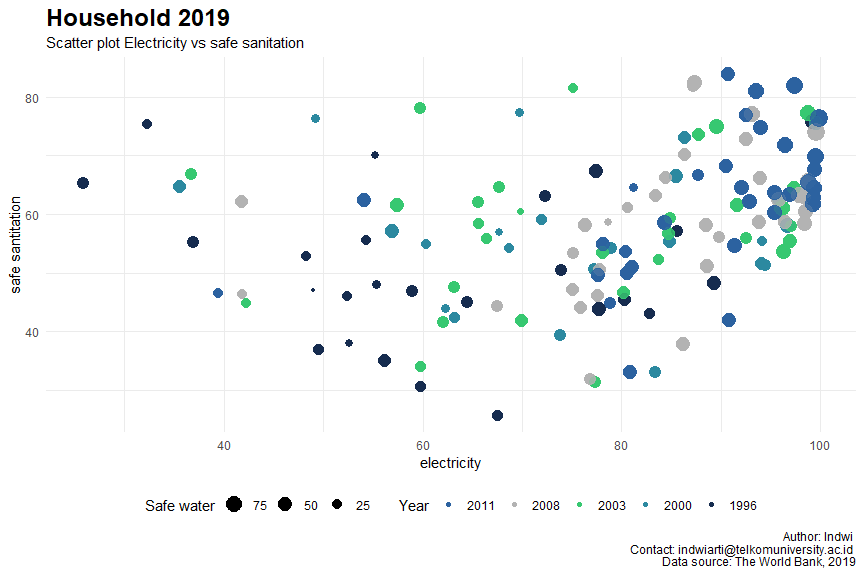 Household 2019
Scatter plot Electricity vs safe sanitation
80
60
40
safe santitation
40 60 80 100
electricity
Safe water 75 50 25 Year 2011 2008 2003 2000 1996
Author: Indwi
Contact: indwiarti@telkomuniversity.ac.id
Data source: The World Bank, 2019